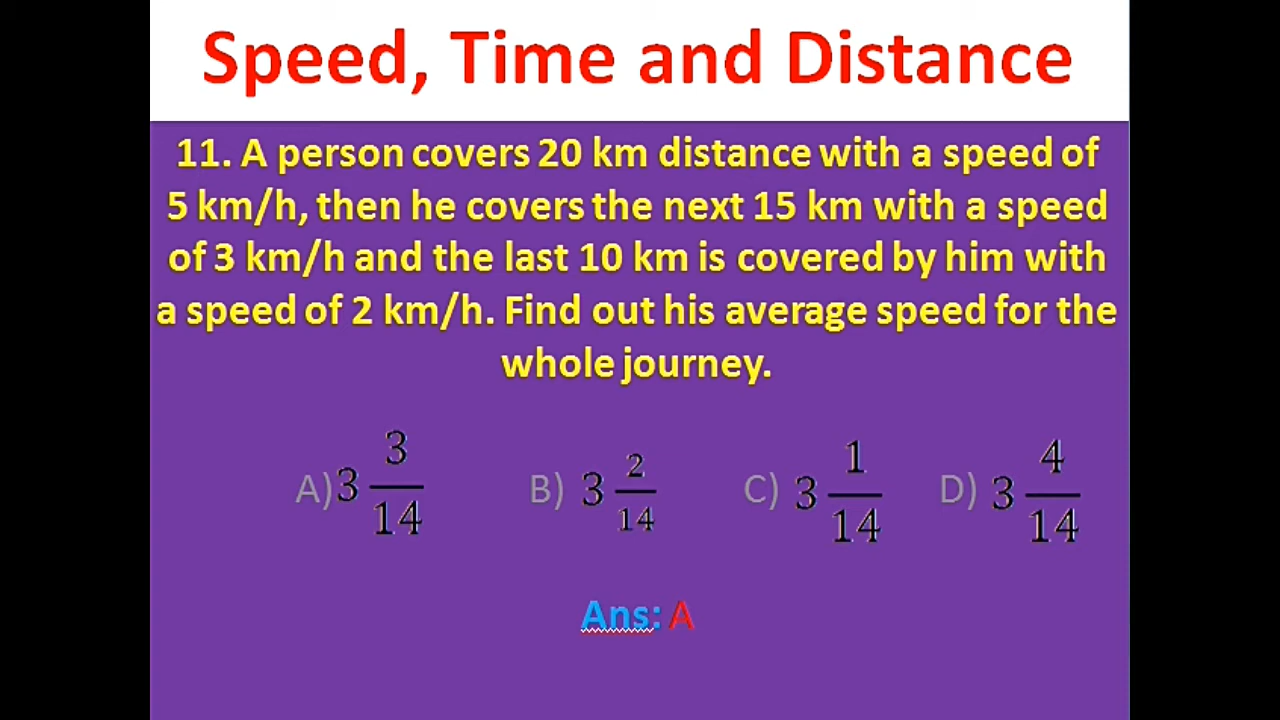 Speed, Time and Distance
11. A person covers 20 km distance with a speed of
5 km/h, then he covers the next 15 km with a speed
of 3 km/h and the last 10 km is covered by him with
a speed of 2 km/h. Find out his average speed for the
whole journey.
A) 3 3/14 B) 3 2/14 C) 3 1/14 D) 3 4/14
Ans: A